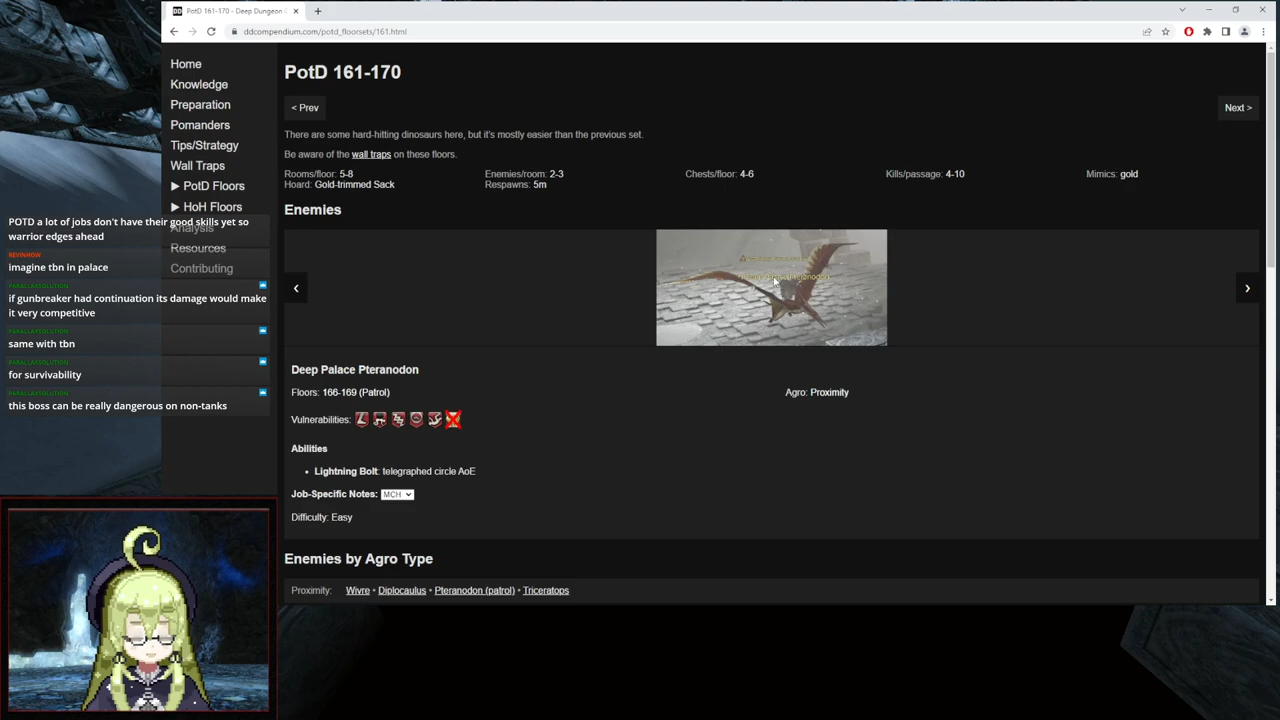 PotD 161-170 - Deep Dungeon
ddcompendium.com/potd_floorsets/161.html
Home
Knowledge
Preparation
Pomanders
Tips/Strategy
Wall Traps
▶ PotD Floors
▶ HoH Floors
Analysis
Resources
Contributing
POTD a lot of jobs don't have their good skills yet so
warrior edges ahead
REVINHOW
imagine tbn in palace
PARALLAXSOLUTION
if gunbreaker had continuation its damage would make
it very competitive
PARALLAXSOLUTION
same with tbn
PARALLAXSOLUTION
for survivability
PARALLAXSOLUTION
this boss can be really dangerous on non-tanks
PotD 161-170
< Prev
Next >
There are some hard-hitting dinosaurs here, but it's mostly easier than the previous set.
Be aware of the wall traps on these floors.
Rooms/floor: 5-8 Enemies/room: 2-3 Chests/floor: 4-6 Kills/passage: 4-10 Mimics: gold
Hoard: Gold-trimmed Sack Respawns: 5m
Enemies
Deep Palace Pteranodon
Floors: 166-169 (Patrol) Agro: Proximity
Vulnerabilities:
Abilities
• Lightning Bolt: telegraphed circle AoE
Job-Specific Notes: MCH
Difficulty: Easy
Enemies by Agro Type
Proximity: Wivre • Diplocaulus • Pteranodon (patrol) • Triceratops